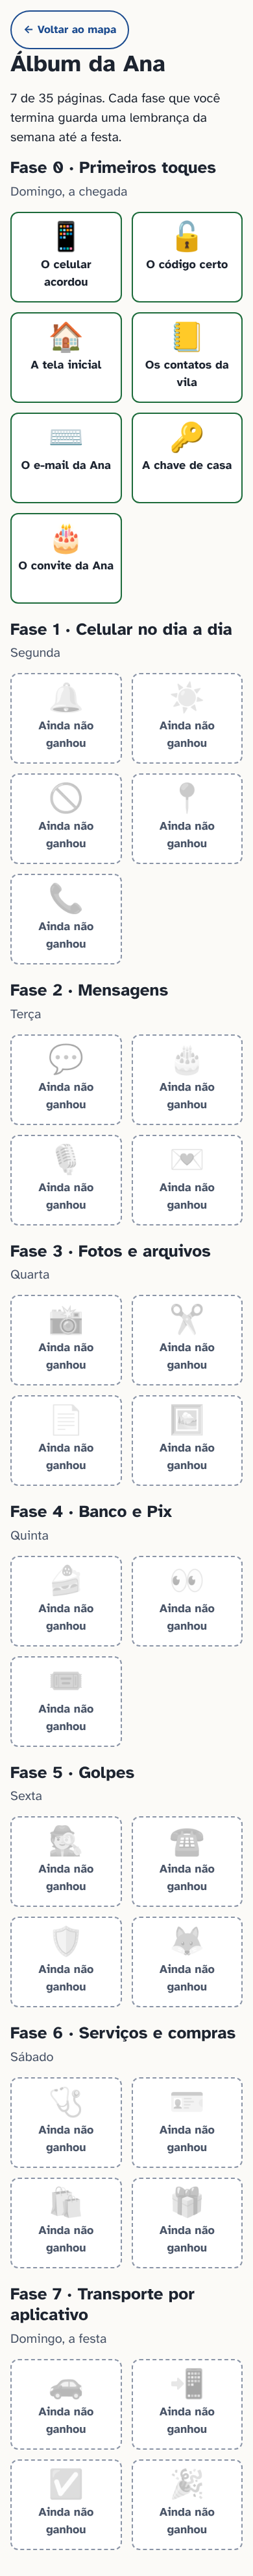 ← Voltar ao mapa
Álbum da Ana
7 de 35 páginas. Cada fase que você
termina guarda uma lembrança da
semana até a festa.
Fase 0 · Primeiros toques
Domingo, a chegada
O celular
acordou
O código certo
A tela inicial
Os contatos da
vila
O e-mail da Ana
A chave de casa
O convite da Ana
Fase 1 · Celular no dia a dia
Segunda
Ainda não
ganhou
Ainda não
ganhou
Ainda não
ganhou
Ainda não
ganhou
Ainda não
ganhou
Fase 2 · Mensagens
Terça
Ainda não
ganhou
Ainda não
ganhou
Ainda não
ganhou
Ainda não
ganhou
Fase 3 · Fotos e arquivos
Quarta
Ainda não
ganhou
Ainda não
ganhou
Ainda não
ganhou
Ainda não
ganhou
Fase 4 · Banco e Pix
Quinta
Ainda não
ganhou
Ainda não
ganhou
Ainda não
ganhou
Fase 5 · Golpes
Sexta
Ainda não
ganhou
Ainda não
ganhou
Ainda não
ganhou
Ainda não
ganhou
Fase 6 · Serviços e compras
Sábado
Ainda não
ganhou
Ainda não
ganhou
Ainda não
ganhou
Ainda não
ganhou
Fase 7 · Transporte por
aplicativo
Domingo, a festa
Ainda não
ganhou
Ainda não
ganhou
Ainda não
ganhou
Ainda não
ganhou